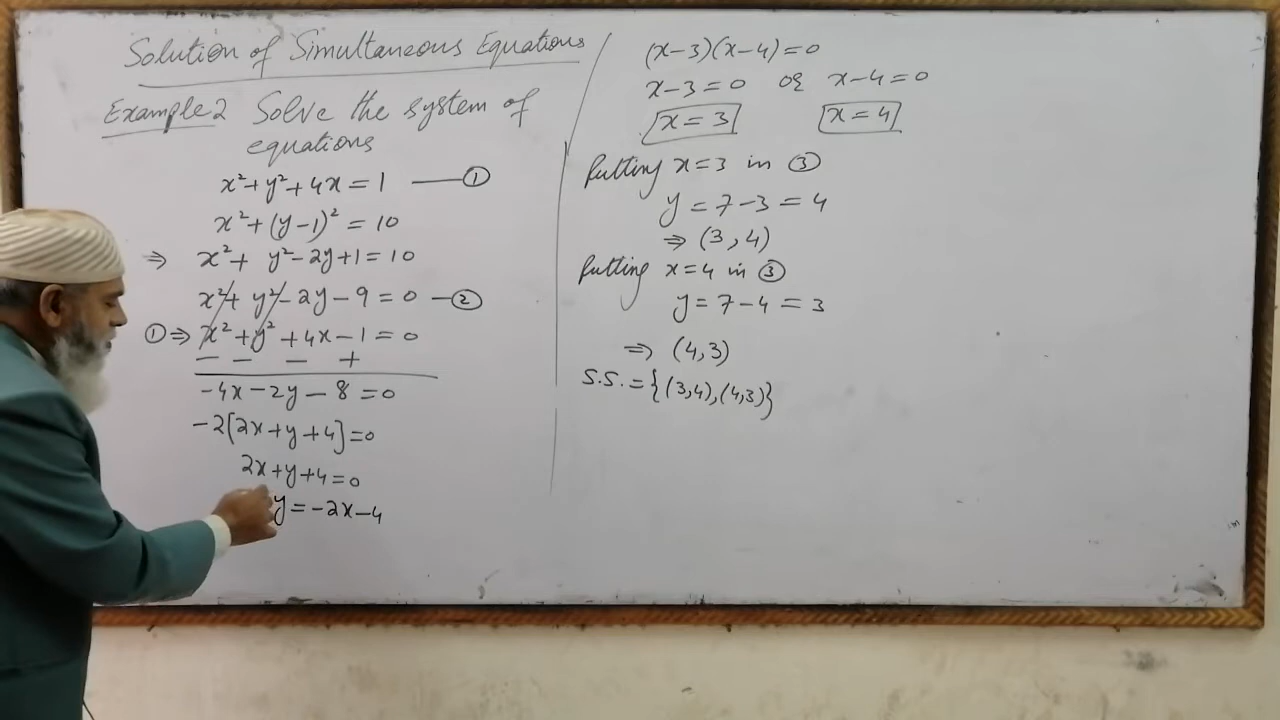 Solution of Simultaneous Equations
Example 2 Solve the system of
equations
x² + y² + 4x = 1 —— ①
x² + (y - 1)² = 10
⇒ x² + y² - 2y + 1 = 10
x² + y² - 2y - 9 = 0 — ②
① ⇒ x² + y² + 4x - 1 = 0
— — — +
-4x - 2y - 8 = 0
-2[2x + y + 4] = 0
2x + y + 4 = 0
y = -2x - 4
(x - 3)(x - 4) = 0
x - 3 = 0 or x - 4 = 0
x = 3 x = 4
Putting x = 3 in ③
y = 7 - 3 = 4
⇒ (3, 4)
Putting x = 4 in ③
y = 7 - 4 = 3
⇒ (4, 3)
S.S. = {(3,4), (4,3)}